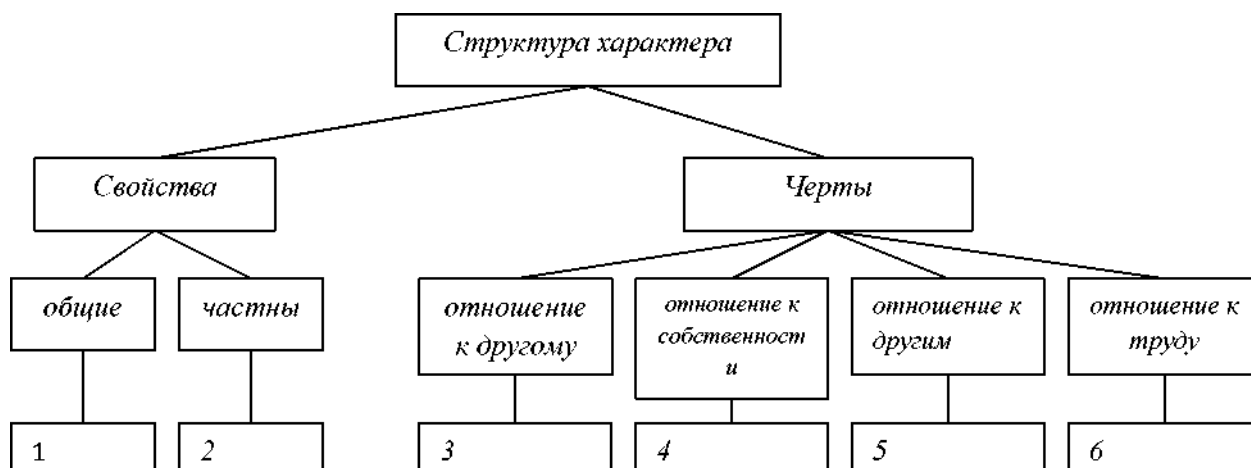 Структура характера
Свойства
Черты
общие
частны
отношение
к другому
отношение к
собственност
и
отношение к
другим
отношение к
труду
1
2
3
4
5
6